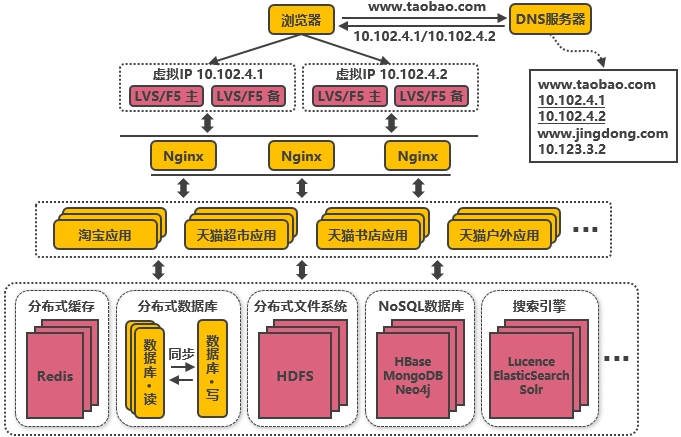 浏览器
www.taobao.com
DNS服务器
10.102.4.1/10.102.4.2
虚拟IP 10.102.4.1
虚拟IP 10.102.4.2
LVS/F5 主
LVS/F5 备
LVS/F5 主
LVS/F5 备
www.taobao.com
10.102.4.1
10.102.4.2
www.jingdong.com
10.123.3.2
Nginx
Nginx
Nginx
淘宝应用
天猫超市应用
天猫书店应用
天猫户外应用
...
分布式缓存
分布式数据库
分布式文件系统
NoSQL数据库
搜索引擎
Redis
数据库·读
同步
数据库·写
HDFS
HBase
MongoDB
Neo4j
Lucence
ElasticSearch
Solr
...